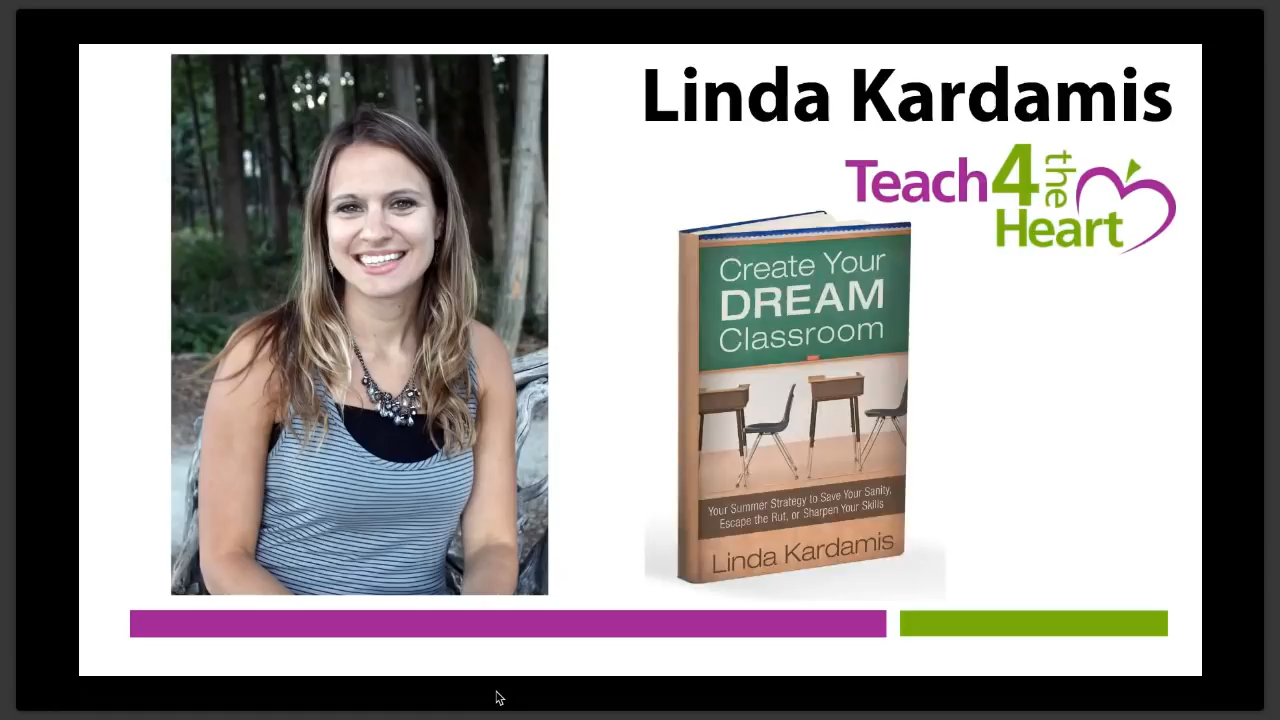 Linda Kardamis
Teach4the
Heart
Create Your
DREAM
Classroom
Your Summer Strategy to Save Your Sanity,
Escape the Rut, or Sharpen Your Skills
Linda Kardamis